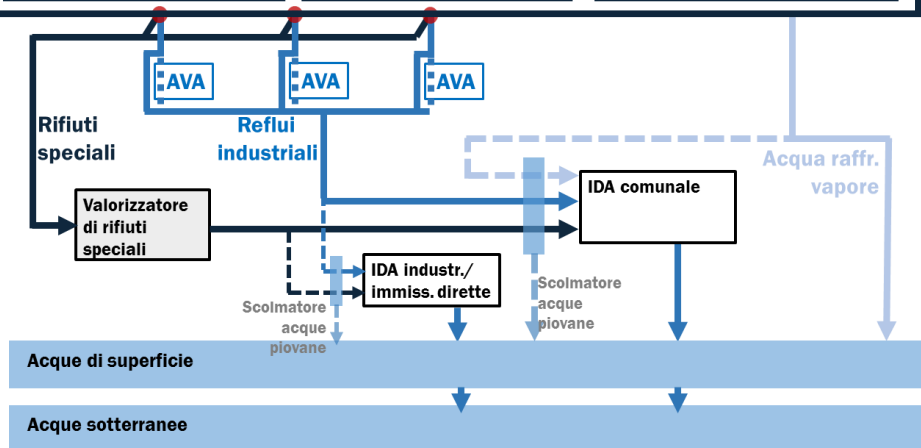 AVA
AVA
AVA
Rifiuti
speciali
Reflui
industriali
Acqua raffr.
vapore
IDA comunale
Valorizzatore
di rifiuti
speciali
IDA industr./
immiss. dirette
Scolmatore
acque
piovane
Scolmatore
acque
piovane
Acque di superficie
Acque sotterranee